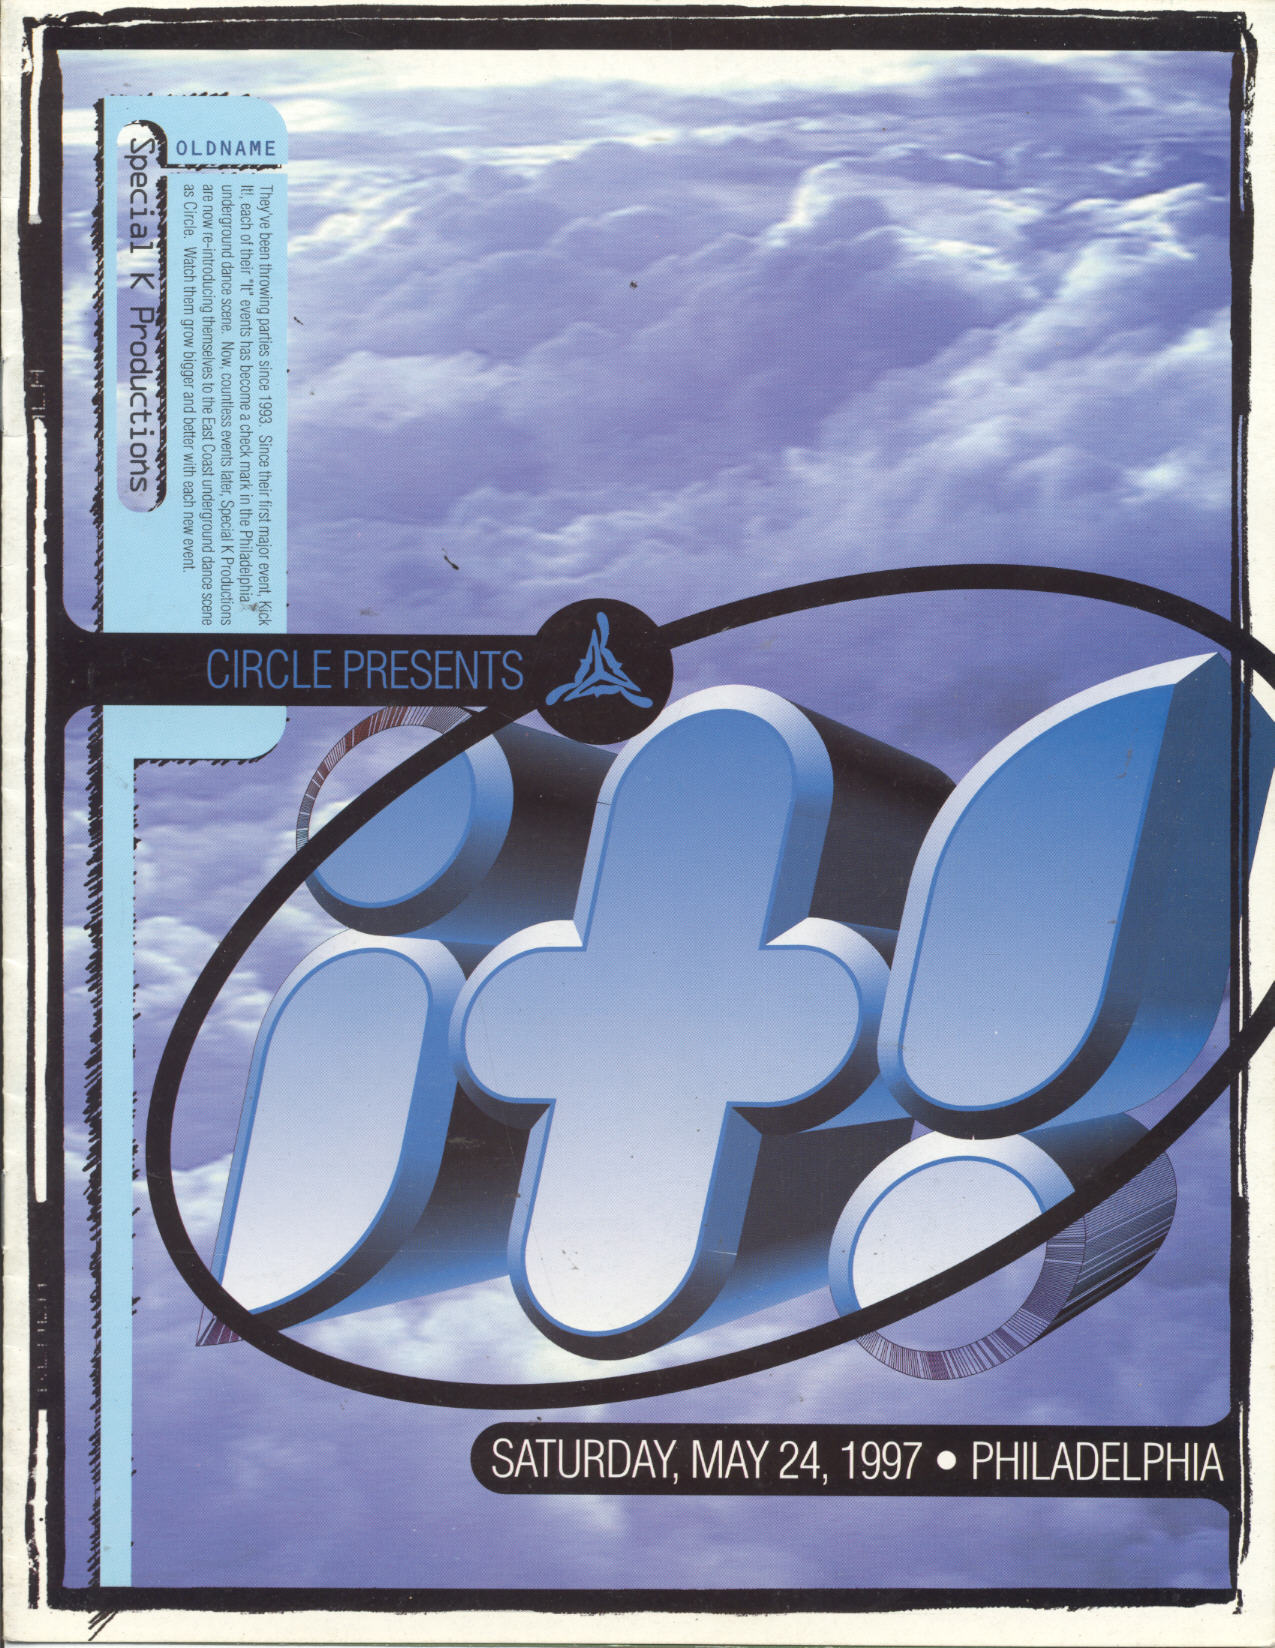 OLDNAME
Special K Productions
They've been throwing parties since 1993. Since their first major event, Kick
It!, each of their "It" events has become a check mark in the Philadelphia
underground dance scene. Now, countless events later, Special K Productions
are now re-introducing themselves to the East Coast underground dance scene
as Circle. Watch them grow bigger and better with each new event.
CIRCLE PRESENTS
it!
SATURDAY, MAY 24, 1997 • PHILADELPHIA